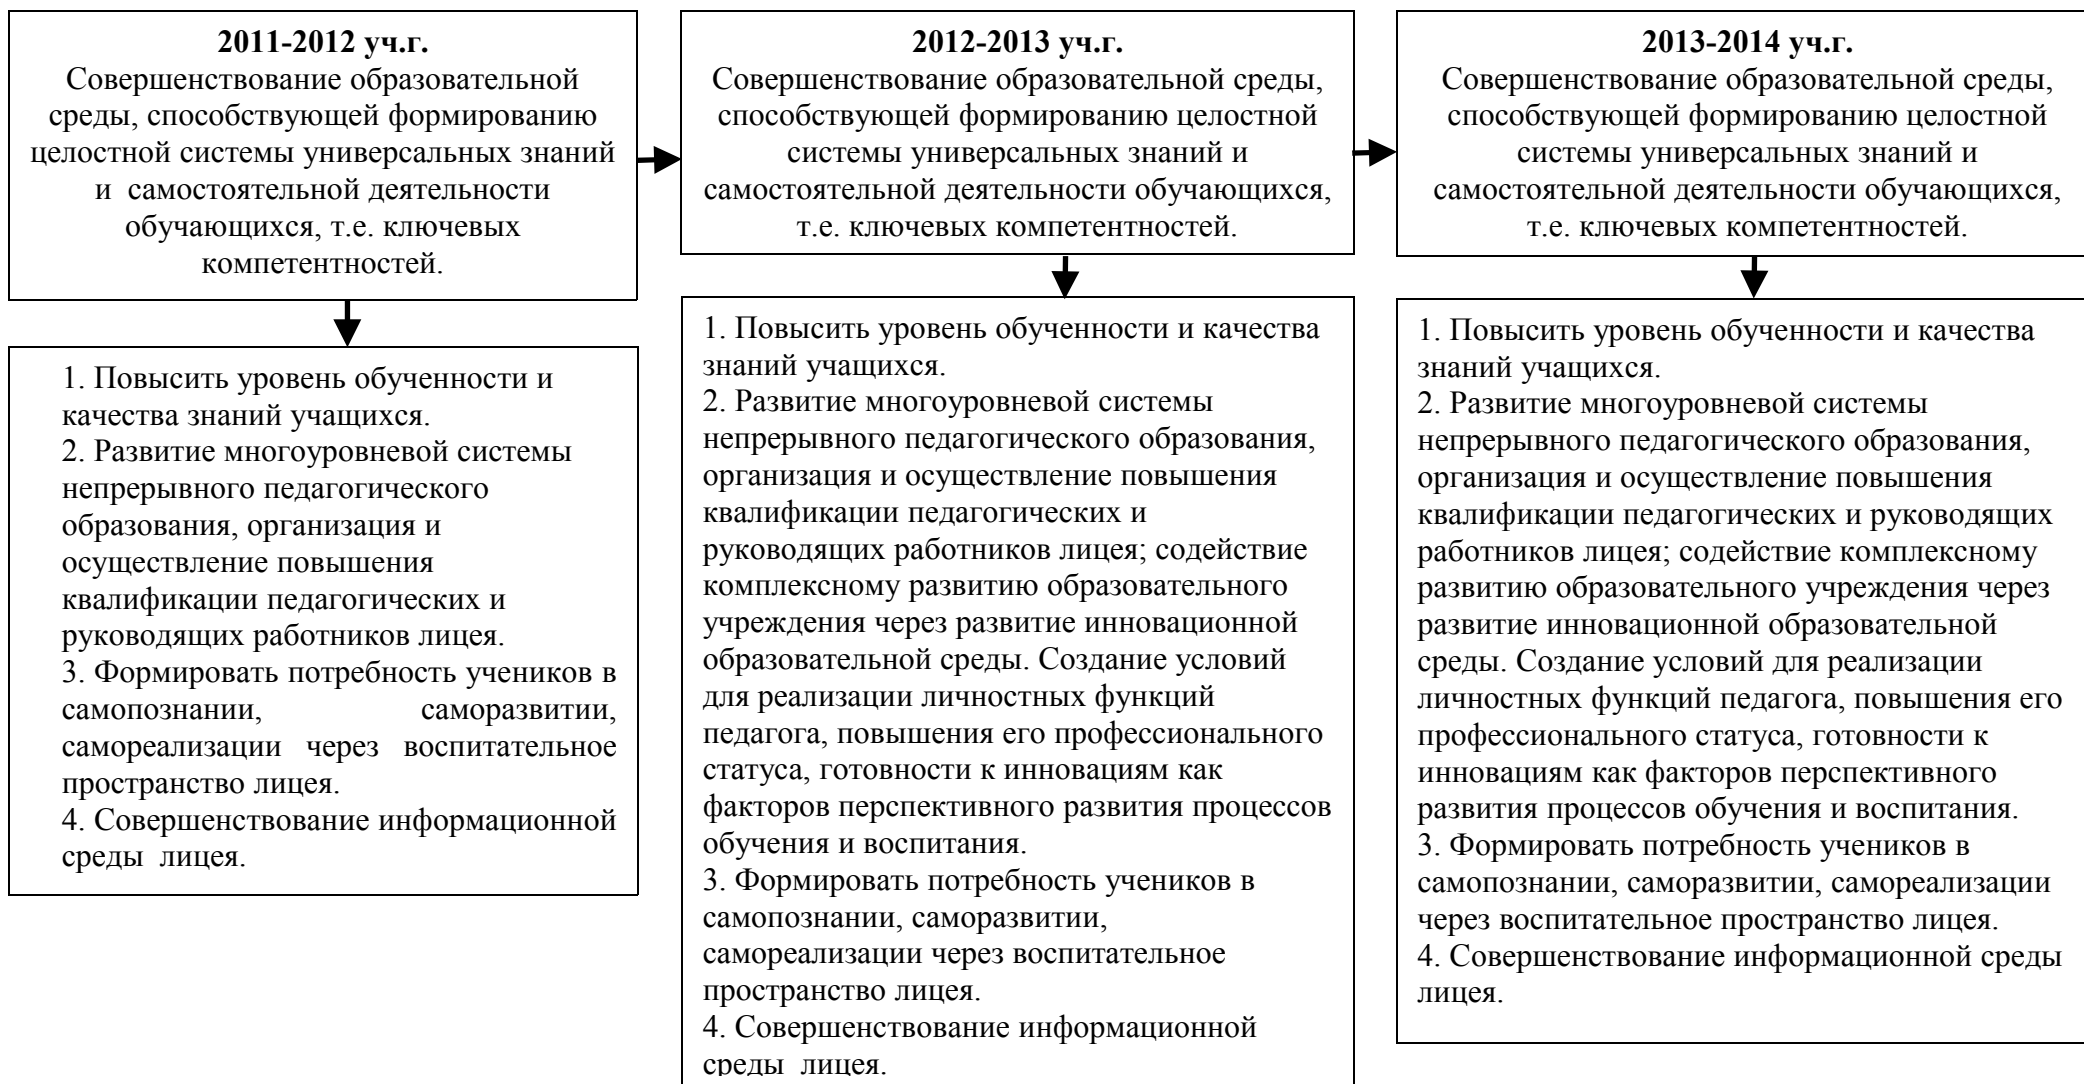 2011-2012 уч.г.
Совершенствование образовательной
среды, способствующей формированию
целостной системы универсальных знаний
и самостоятельной деятельности
обучающихся, т.е. ключевых
компетентностей.
2012-2013 уч.г.
Совершенствование образовательной среды,
способствующей формированию целостной
системы универсальных знаний и
самостоятельной деятельности обучающихся,
т.е. ключевых компетентностей.
2013-2014 уч.г.
Совершенствование образовательной среды,
способствующей формированию целостной
системы универсальных знаний и
самостоятельной деятельности обучающихся,
т.е. ключевых компетентностей.
1. Повысить уровень обученности и
качества знаний учащихся.
2. Развитие многоуровневой системы
непрерывного педагогического
образования, организация и
осуществление повышения
квалификации педагогических и
руководящих работников лицея.
3. Формировать потребность учеников в
самопознании, саморазвитии,
самореализации через воспитательное
пространство лицея.
4. Совершенствование информационной
среды лицея.
1. Повысить уровень обученности и качества
знаний учащихся.
2. Развитие многоуровневой системы
непрерывного педагогического образования,
организация и осуществление повышения
квалификации педагогических и
руководящих работников лицея; содействие
комплексному развитию образовательного
учреждения через развитие инновационной
образовательной среды. Создание условий
для реализации личностных функций
педагога, повышения его профессионального
статуса, готовности к инновациям как
факторов перспективного развития процессов
обучения и воспитания.
3. Формировать потребность учеников в
самопознании, саморазвитии,
самореализации через воспитательное
пространство лицея.
4. Совершенствование информационной
среды лицея.
1. Повысить уровень обученности и качества
знаний учащихся.
2. Развитие многоуровневой системы
непрерывного педагогического образования,
организация и осуществление повышения
квалификации педагогических и руководящих
работников лицея; содействие комплексному
развитию образовательного учреждения через
развитие инновационной образовательной
среды. Создание условий для реализации
личностных функций педагога, повышения его
профессионального статуса, готовности к
инновациям как факторов перспективного
развития процессов обучения и воспитания.
3. Формировать потребность учеников в
самопознании, саморазвитии, самореализации
через воспитательное пространство лицея.
4. Совершенствование информационной среды
лицея.